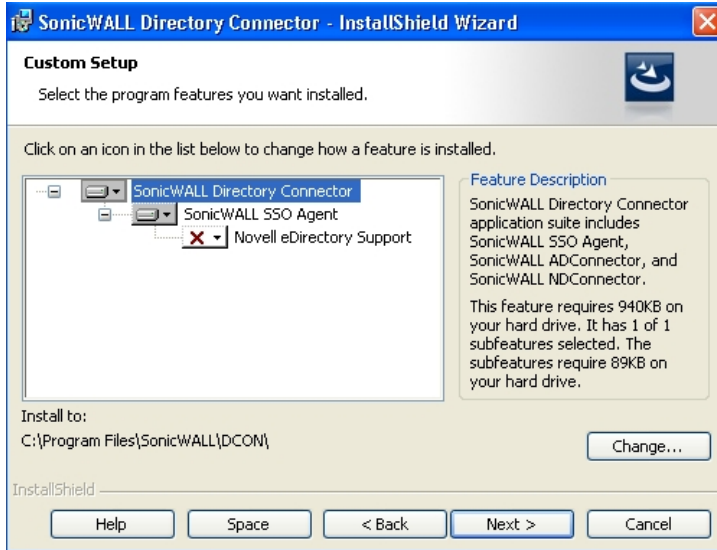 SonicWALL Directory Connector - InstallShield Wizard
Custom Setup
Select the program features you want installed.
Click on an icon in the list below to change how a feature is installed.
SonicWALL Directory Connector
SonicWALL SSO Agent
Novell eDirectory Support
Feature Description
SonicWALL Directory Connector
application suite includes
SonicWALL SSO Agent,
SonicWALL ADConnector, and
SonicWALL NDConnector.
This feature requires 940KB on
your hard drive. It has 1 of 1
subfeatures selected. The
subfeatures require 89KB on
your hard drive.
Install to:
C:\Program Files\SonicWALL\DCON\
Change...
InstallShield
Help
Space
< Back
Next >
Cancel